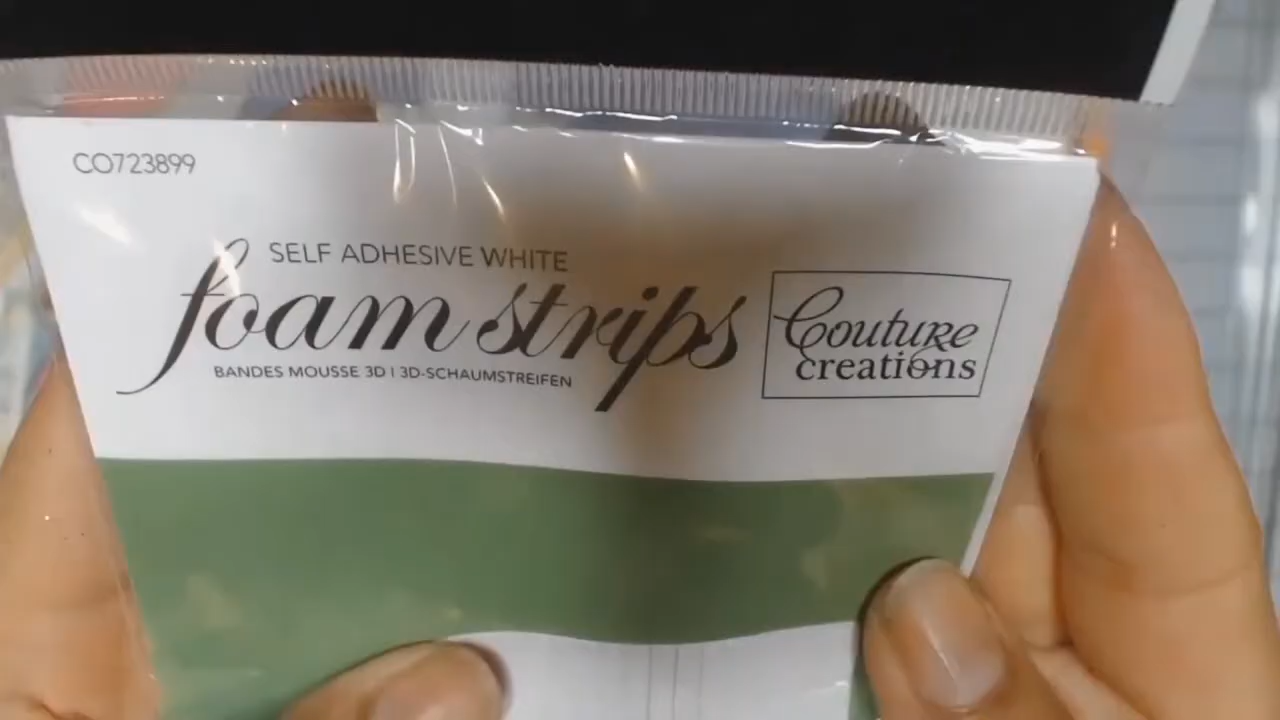 CO723899
SELF ADHESIVE WHITE
foam strips
BANDES MOUSSE 3D | 3D-SCHAUMSTREIFEN
Couture
creations